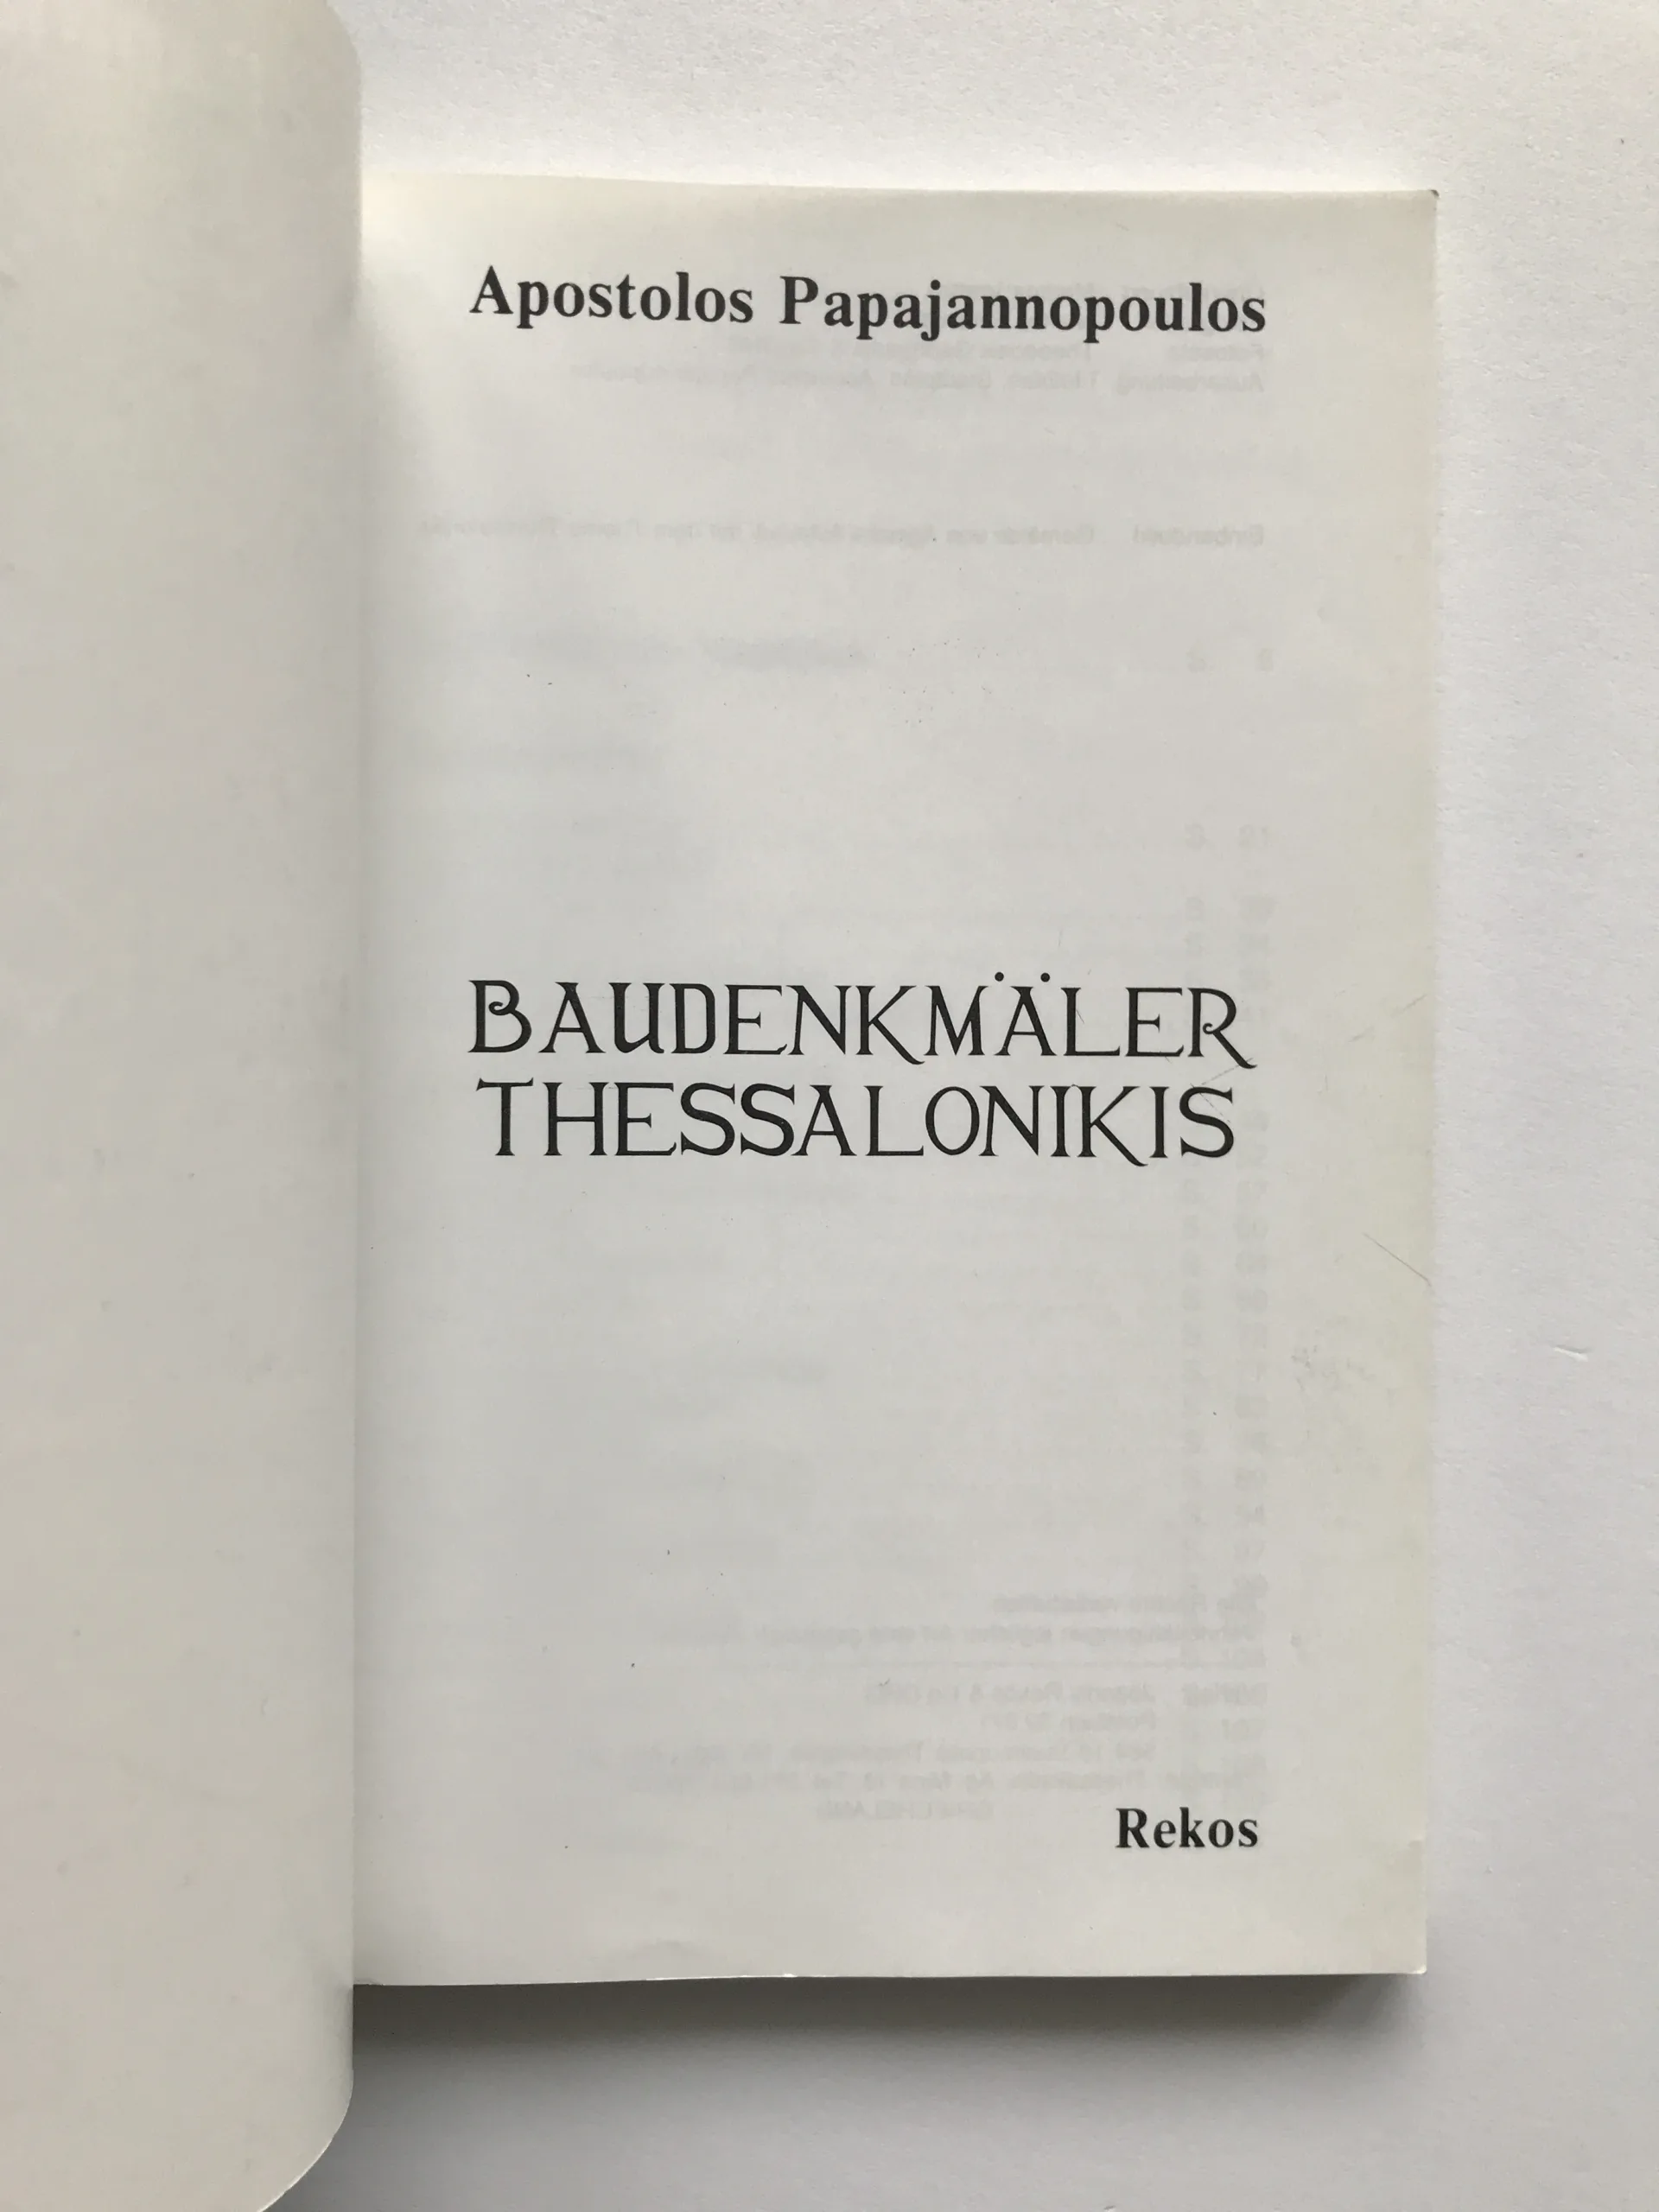 Apostolos Papajannopoulos
BAUDENKMÄLER
THESSALONIKIS
Rekos